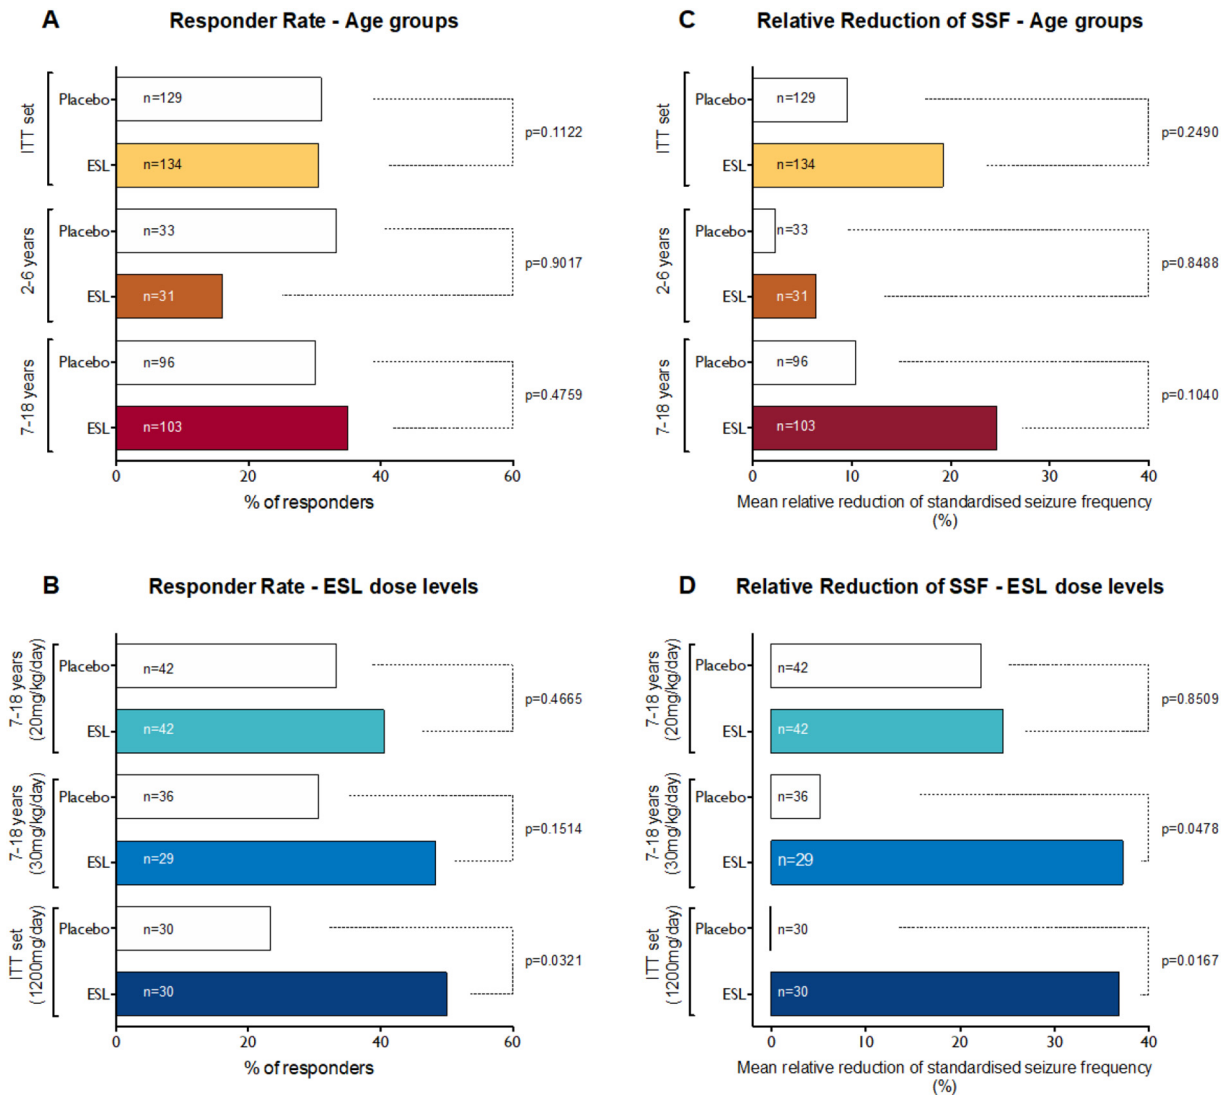 A Responder Rate - Age groups
ITT set
Placebo
n=129
ESL
n=134
p=0.1122
2-6 years
Placebo
n=33
ESL
n=31
p=0.9017
7-18 years
Placebo
n=96
ESL
n=103
p=0.4759
0 20 40 60
% of responders
C Relative Reduction of SSF - Age groups
ITT set
Placebo
n=129
ESL
n=134
p=0.2490
2-6 years
Placebo
n=33
ESL
n=31
p=0.8488
7-18 years
Placebo
n=96
ESL
n=103
p=0.1040
0 10 20 30 40
Mean relative reduction of standardised seizure frequency
(%)
B Responder Rate - ESL dose levels
7-18 years
(20mg/kg/day)
Placebo
n=42
ESL
n=42
p=0.4665
7-18 years
(30mg/kg/day)
Placebo
n=36
ESL
n=29
p=0.1514
ITT set
(1200mg/day)
Placebo
n=30
ESL
n=30
p=0.0321
0 20 40 60
% of responders
D Relative Reduction of SSF - ESL dose levels
7-18 years
(20mg/kg/day)
Placebo
n=42
ESL
n=42
p=0.8509
7-18 years
(30mg/kg/day)
Placebo
n=36
ESL
n=29
p=0.0478
ITT set
(1200mg/day)
Placebo
n=30
ESL
n=30
p=0.0167
0 10 20 30 40
Mean relative reduction of standardised seizure frequency
(%)